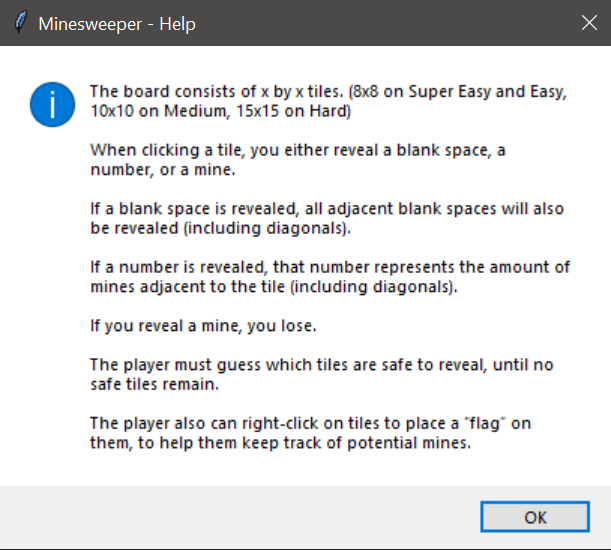 Minesweeper - Help
The board consists of x by x tiles. (8x8 on Super Easy and Easy,
10x10 on Medium, 15x15 on Hard)
When clicking a tile, you either reveal a blank space, a
number, or a mine.
If a blank space is revealed, all adjacent blank spaces will also
be revealed (including diagonals).
If a number is revealed, that number represents the amount of
mines adjacent to the tile (including diagonals).
If you reveal a mine, you lose.
The player must guess which tiles are safe to reveal, until no
safe tiles remain.
The player also can right-click on tiles to place a "flag" on
them, to help them keep track of potential mines.
OK